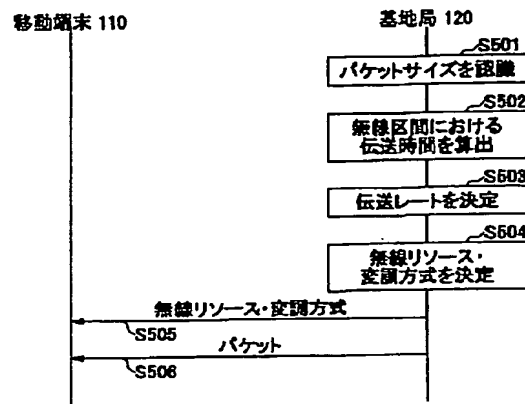 移動端末 110
基地局 120
S501
パケットサイズを認識
S502
無線区間における
伝送時間を算出
S503
伝送レートを決定
S504
無線リソース・
変調方式を決定
無線リソース・変調方式
S505
パケット
S506